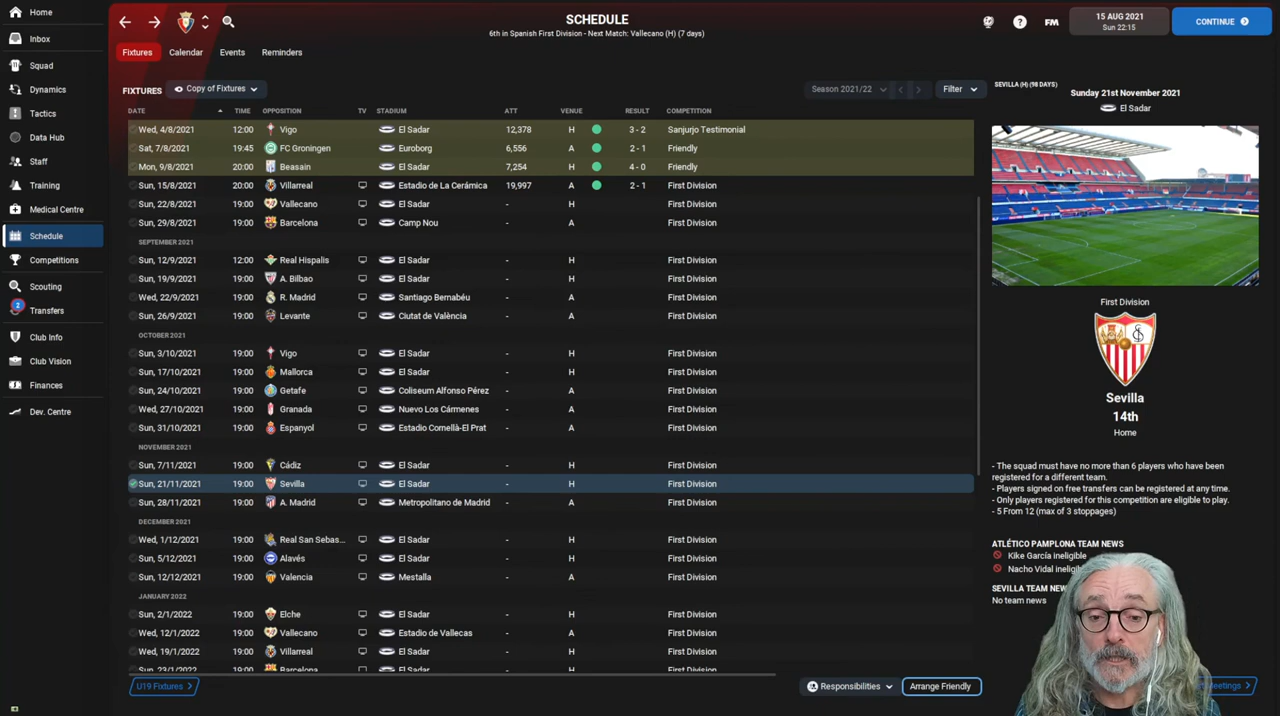 Home
SCHEDULE
6th in Spanish First Division - Next Match: Vallecano (H) (7 days)
FM
15 AUG 2021
Sun 22:15
CONTINUE
Inbox
Squad
Dynamics
Tactics
Data Hub
Staff
Training
Medical Centre
Schedule
Competitions
Scouting
2
Transfers
Club Info
Club Vision
Finances
Dev. Centre
Fixtures Calendar Events Reminders
FIXTURES Copy of Fixtures Season 2021/22 Filter
DATE TIME OPPOSITION TV STADIUM ATT VENUE RESULT COMPETITION
Wed, 4/8/2021 12:00 Vigo El Sadar 12,378 H 3 - 2 Sanjurjo Testimonial
Sat, 7/8/2021 19:45 FC Groningen Euroborg 6,556 A 2 - 1 Friendly
Mon, 9/8/2021 20:00 Beasain El Sadar 7,254 H 4 - 0 Friendly
Sun, 15/8/2021 20:00 Villarreal Estadio de La Cerámica 19,997 A 2 - 1 First Division
Sun, 22/8/2021 19:00 Vallecano El Sadar - H First Division
Sun, 29/8/2021 19:00 Barcelona Camp Nou - A First Division
SEPTEMBER 2021
Sun, 12/9/2021 12:00 Real Hispalis El Sadar - H First Division
Sun, 19/9/2021 19:00 A. Bilbao El Sadar - H First Division
Wed, 22/9/2021 19:00 R. Madrid Santiago Bernabéu - A First Division
Sun, 26/9/2021 19:00 Levante Ciutat de València - A First Division
OCTOBER 2021
Sun, 3/10/2021 19:00 Vigo El Sadar - H First Division
Sun, 17/10/2021 19:00 Mallorca El Sadar - H First Division
Sun, 24/10/2021 19:00 Getafe Coliseum Alfonso Pérez - A First Division
Wed, 27/10/2021 19:00 Granada Nuevo Los Cármenes - A First Division
Sun, 31/10/2021 19:00 Espanyol Estadio Cornellà-El Prat - A First Division
NOVEMBER 2021
Sun, 7/11/2021 19:00 Cádiz El Sadar - H First Division
Sun, 21/11/2021 19:00 Sevilla El Sadar - H First Division
Sun, 28/11/2021 19:00 A. Madrid Metropolitano de Madrid - A First Division
DECEMBER 2021
Wed, 1/12/2021 19:00 Real San Sebas... El Sadar - H First Division
Sun, 5/12/2021 19:00 Alavés El Sadar - H First Division
Sun, 12/12/2021 19:00 Valencia Mestalla - A First Division
JANUARY 2022
Sun, 2/1/2022 19:00 Elche El Sadar - H First Division
Wed, 12/1/2022 19:00 Vallecano Estadio de Vallecas - A First Division
Wed, 19/1/2022 19:00 Villarreal El Sadar - H First Division
Sun, 23/1/2022 19:00 Barcelona El Sadar - H First Division
U19 Fixtures Responsibilities Arrange Friendly
SEVILLA (H) (98 DAYS)
Sunday 21st November 2021
El Sadar
First Division
Sevilla
14th
Home
- The squad must have no more than 6 players who have been
registered for a different team.
- Players signed on free transfers can be registered at any time.
- Only players registered for this competition are eligible to play.
- 5 From 12 (max of 3 stoppages)
ATLÉTICO PAMPLONA TEAM NEWS
Kike García ineligible
Nacho Vidal ineligib
SEVILLA TEAM NEW
No team news
eetings